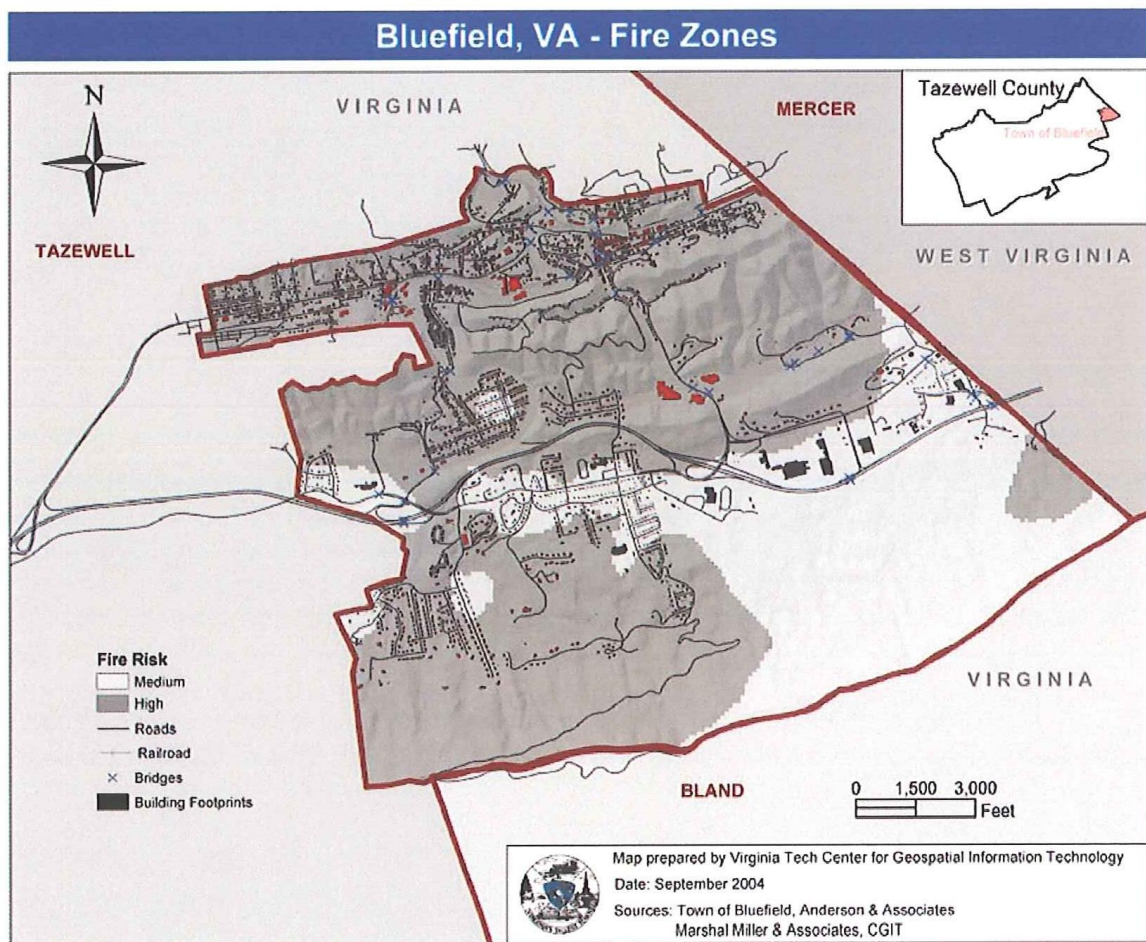 Bluefield, VA - Fire Zones
N
VIRGINIA
MERCER
Tazewell County
Town of Bluefield
TAZEWELL
WEST VIRGINIA
Fire Risk
Medium
High
Roads
Railroad
Bridges
Building Footprints
VIRGINIA
BLAND
0 1,500 3,000
Feet
Map prepared by Virginia Tech Center for Geospatial Information Technology
Date: September 2004
Sources: Town of Bluefield, Anderson & Associates
Marshal Miller & Associates, CGIT